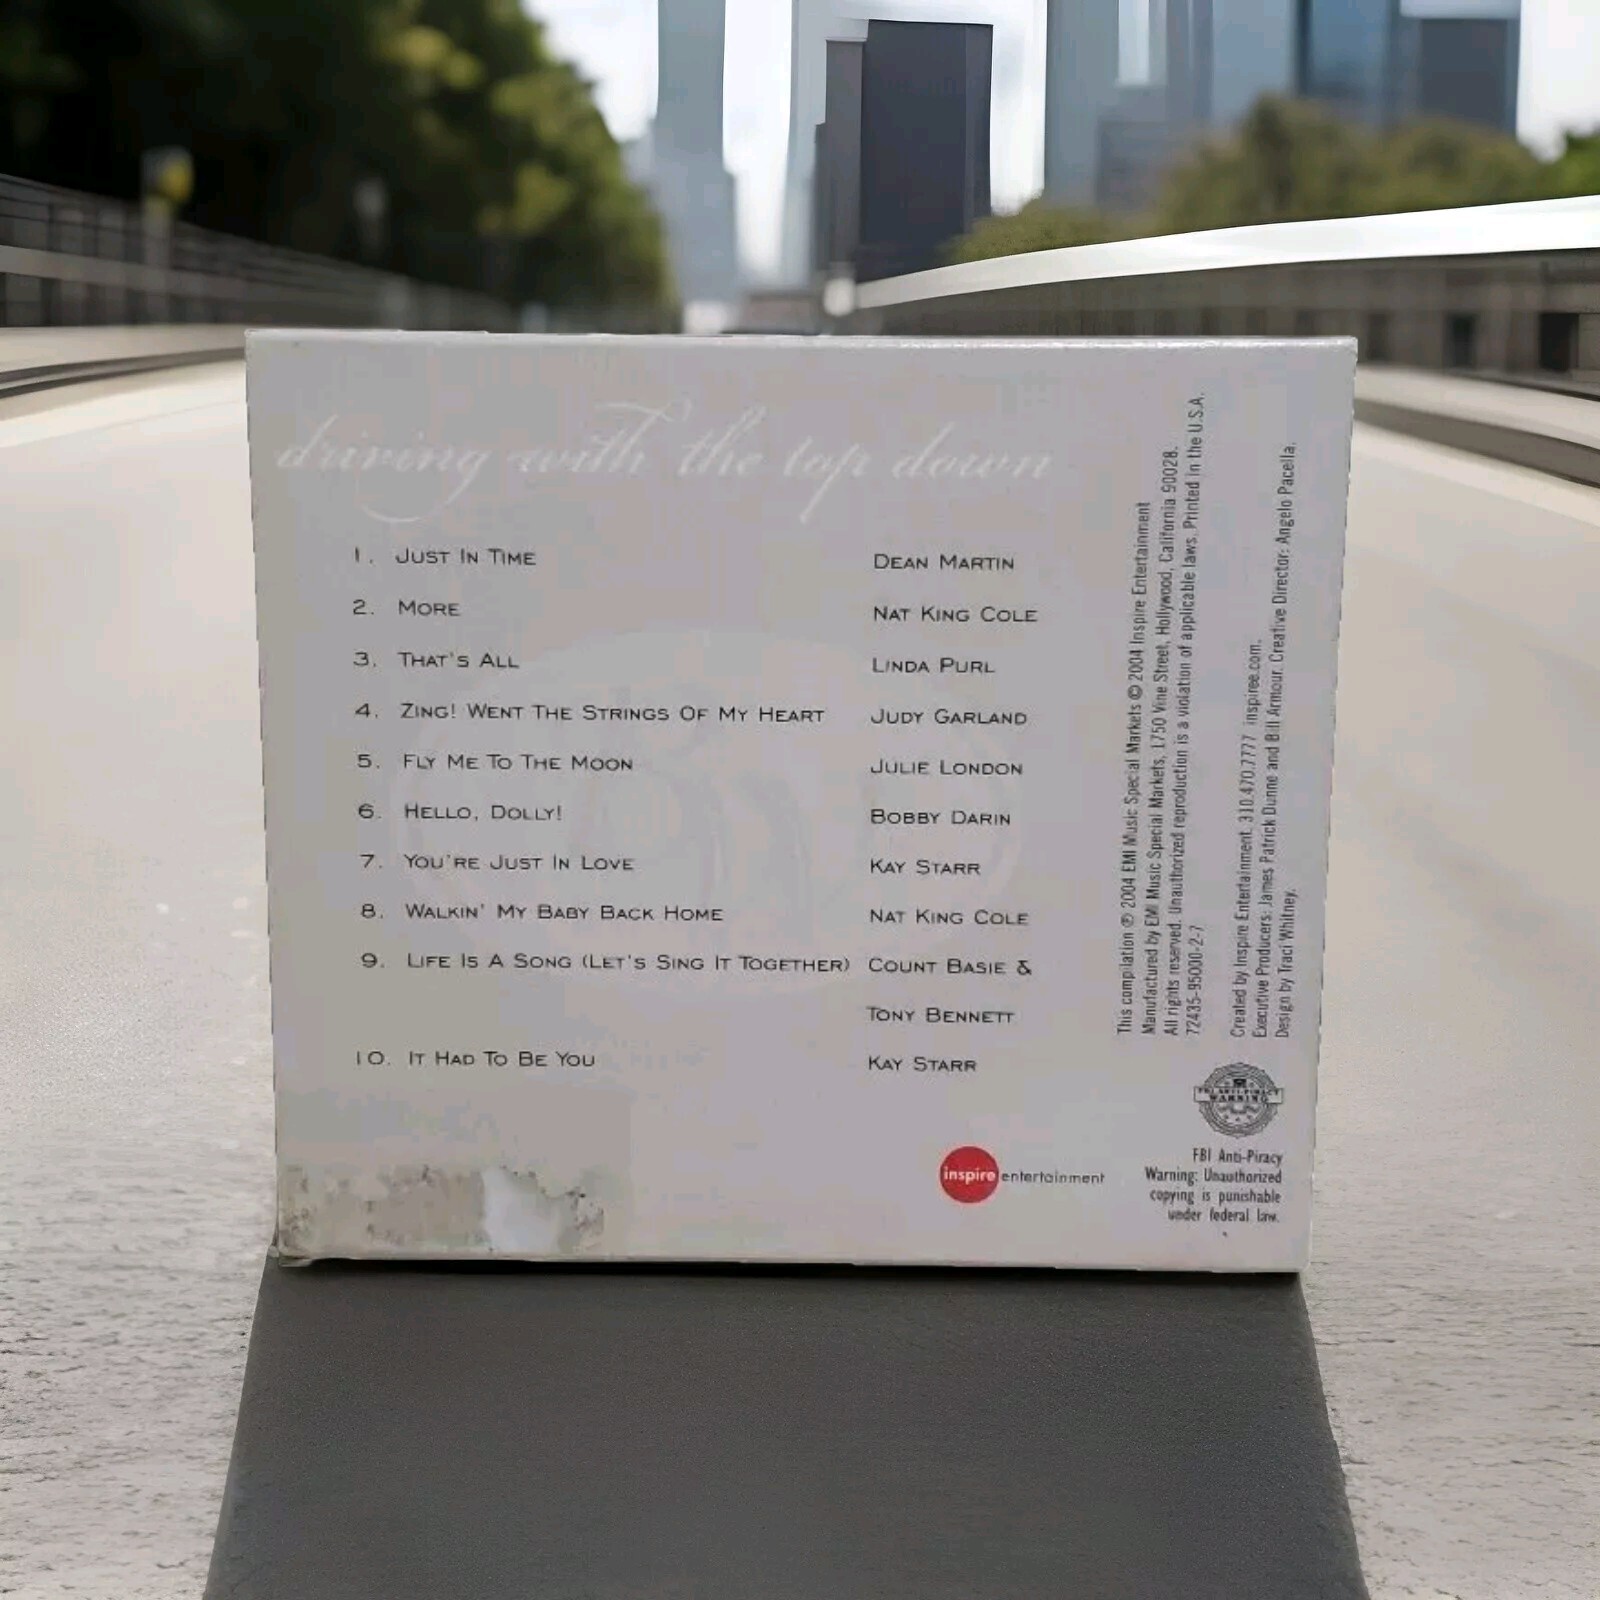 driving with the top down
1. JUST IN TIME DEAN MARTIN
2. MORE NAT KING COLE
3. THAT'S ALL LINDA PURL
4. ZING! WENT THE STRINGS OF MY HEART JUDY GARLAND
5. FLY ME TO THE MOON JULIE LONDON
6. HELLO, DOLLY! BOBBY DARIN
7. YOU'RE JUST IN LOVE KAY STARR
8. WALKIN' MY BABY BACK HOME NAT KING COLE
9. LIFE IS A SONG (LET'S SING IT TOGETHER) COUNT BASIE &
TONY BENNETT
10. IT HAD TO BE YOU KAY STARR
This compilation ℗ 2004 EMI Music Special Markets © 2004 Inspire Entertainment
Manufactured by EMI Music Special Markets, 1750 Vine Street, Hollywood, California 90028.
All rights reserved. Unauthorized reproduction is a violation of applicable laws. Printed in the U.S.A.
72435-95000-2-7
Created by Inspire Entertainment. 310.470.7777 inspiree.com.
Executive Producers: James Patrick Dunne and Bill Armour. Creative Director: Angelo Pacella.
Design by Traci Whitney.
FBI ANTI-PIRACY
WARNING
inspire entertainment
FBI Anti-Piracy
Warning: Unauthorized
copying is punishable
under federal law.